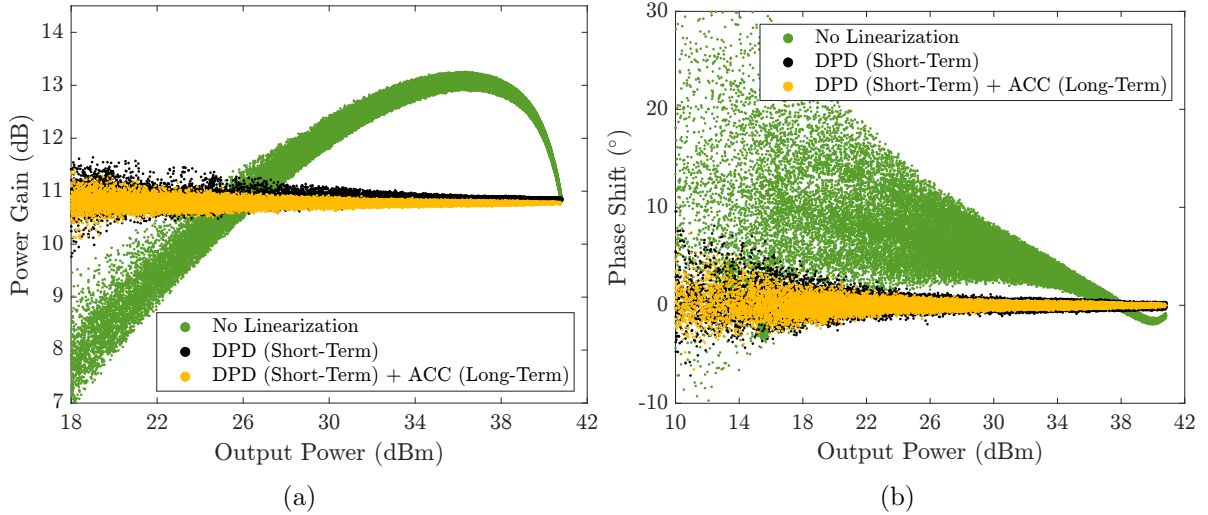 14
13
12
11
10
9
8
7
Power Gain (dB)
No Linearization
DPD (Short-Term)
DPD (Short-Term) + ACC (Long-Term)
18 22 26 30 34 38 42
Output Power (dBm)
(a)
30
20
10
0
-10
Phase Shift (°)
No Linearization
DPD (Short-Term)
DPD (Short-Term) + ACC (Long-Term)
10 14 18 22 26 30 34 38 42
Output Power (dBm)
(b)